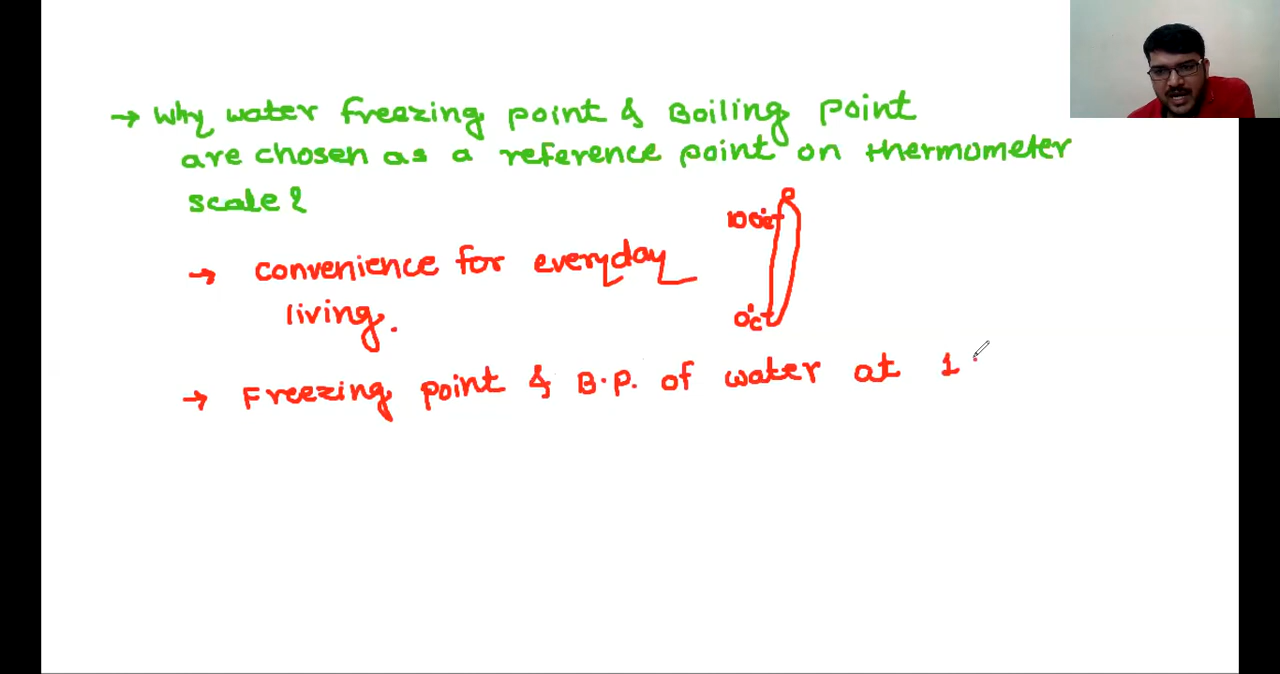 → Why water freezing point & Boiling point
are chosen as a reference point on thermometer
scale?
→ convenience for everyday
living.
100°C
0°C
→ Freezing point & B.P. of water at 1